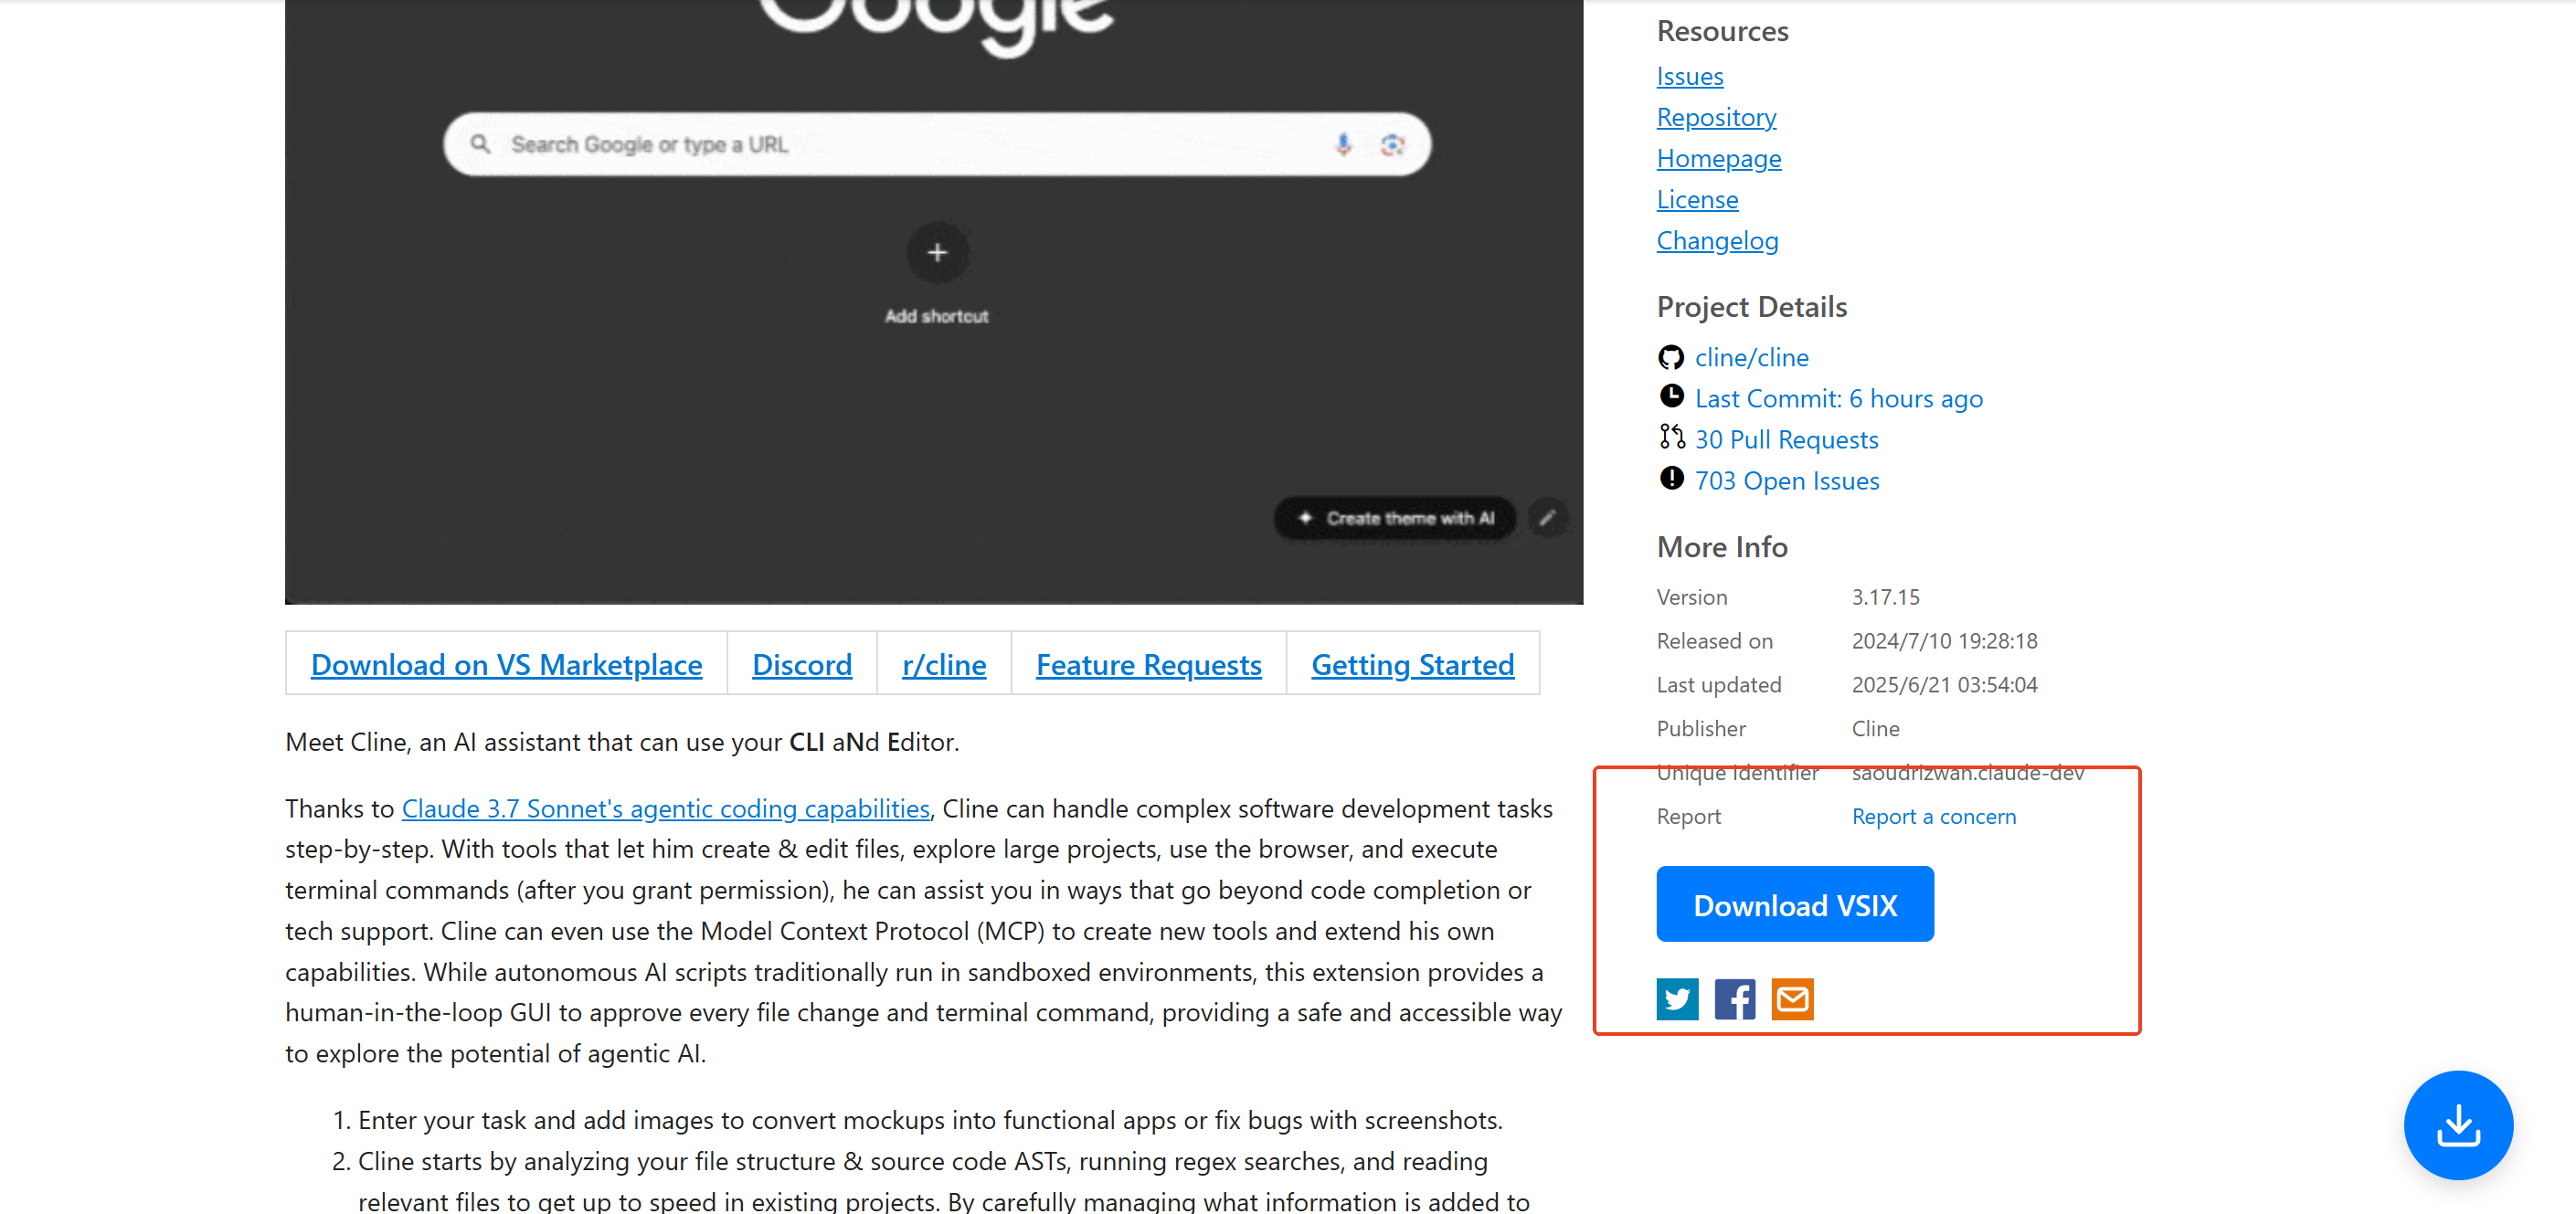 Google
Search Google or type a URL
Add shortcut
Create theme with AI
Download on VS Marketplace
Discord
r/cline
Feature Requests
Getting Started
Meet Cline, an AI assistant that can use your CLI aNd Editor.
Thanks to Claude 3.7 Sonnet's agentic coding capabilities, Cline can handle complex software development tasks
step-by-step. With tools that let him create & edit files, explore large projects, use the browser, and execute
terminal commands (after you grant permission), he can assist you in ways that go beyond code completion or
tech support. Cline can even use the Model Context Protocol (MCP) to create new tools and extend his own
capabilities. While autonomous AI scripts traditionally run in sandboxed environments, this extension provides a
human-in-the-loop GUI to approve every file change and terminal command, providing a safe and accessible way
to explore the potential of agentic AI.
1. Enter your task and add images to convert mockups into functional apps or fix bugs with screenshots.
2. Cline starts by analyzing your file structure & source code ASTs, running regex searches, and reading
relevant files to get up to speed in existing projects. By carefully managing what information is added to
Resources
Issues
Repository
Homepage
License
Changelog
Project Details
cline/cline
Last Commit: 6 hours ago
30 Pull Requests
703 Open Issues
More Info
Version 3.17.15
Released on 2024/7/10 19:28:18
Last updated 2025/6/21 03:54:04
Publisher Cline
Unique Identifier saoudrizwan.claude-dev
Report Report a concern
Download VSIX